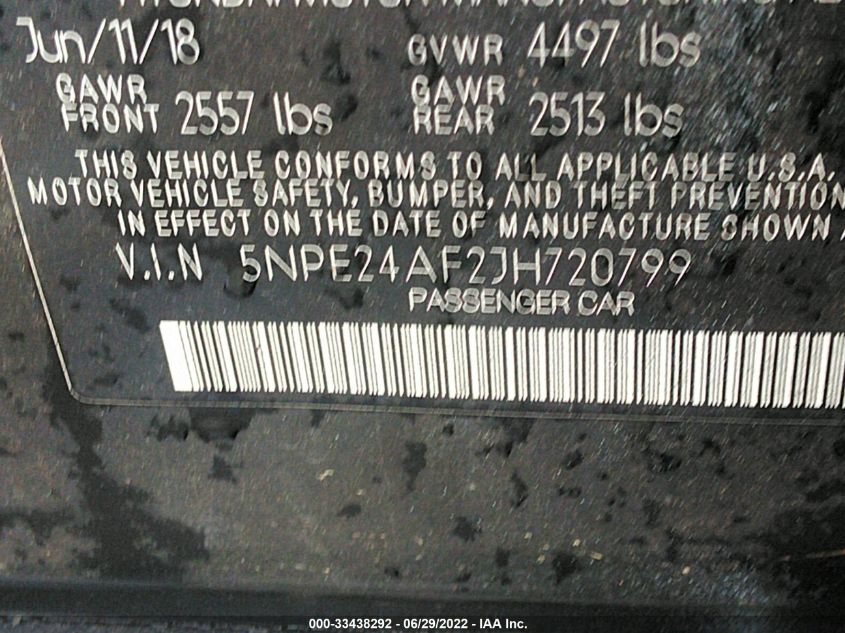 Jun/11/18 GVWR 4497 lbs
GAWR FRONT 2557 lbs GAWR REAR 2513 lbs
THIS VEHICLE CONFORMS TO ALL APPLICABLE U.S.A.
MOTOR VEHICLE SAFETY, BUMPER, AND THEFT PREVENTION
IN EFFECT ON THE DATE OF MANUFACTURE SHOWN
V.I.N 5NPE24AF2JH720799
PASSENGER CAR
000-33438292 - 06/29/2022 - IAA Inc.